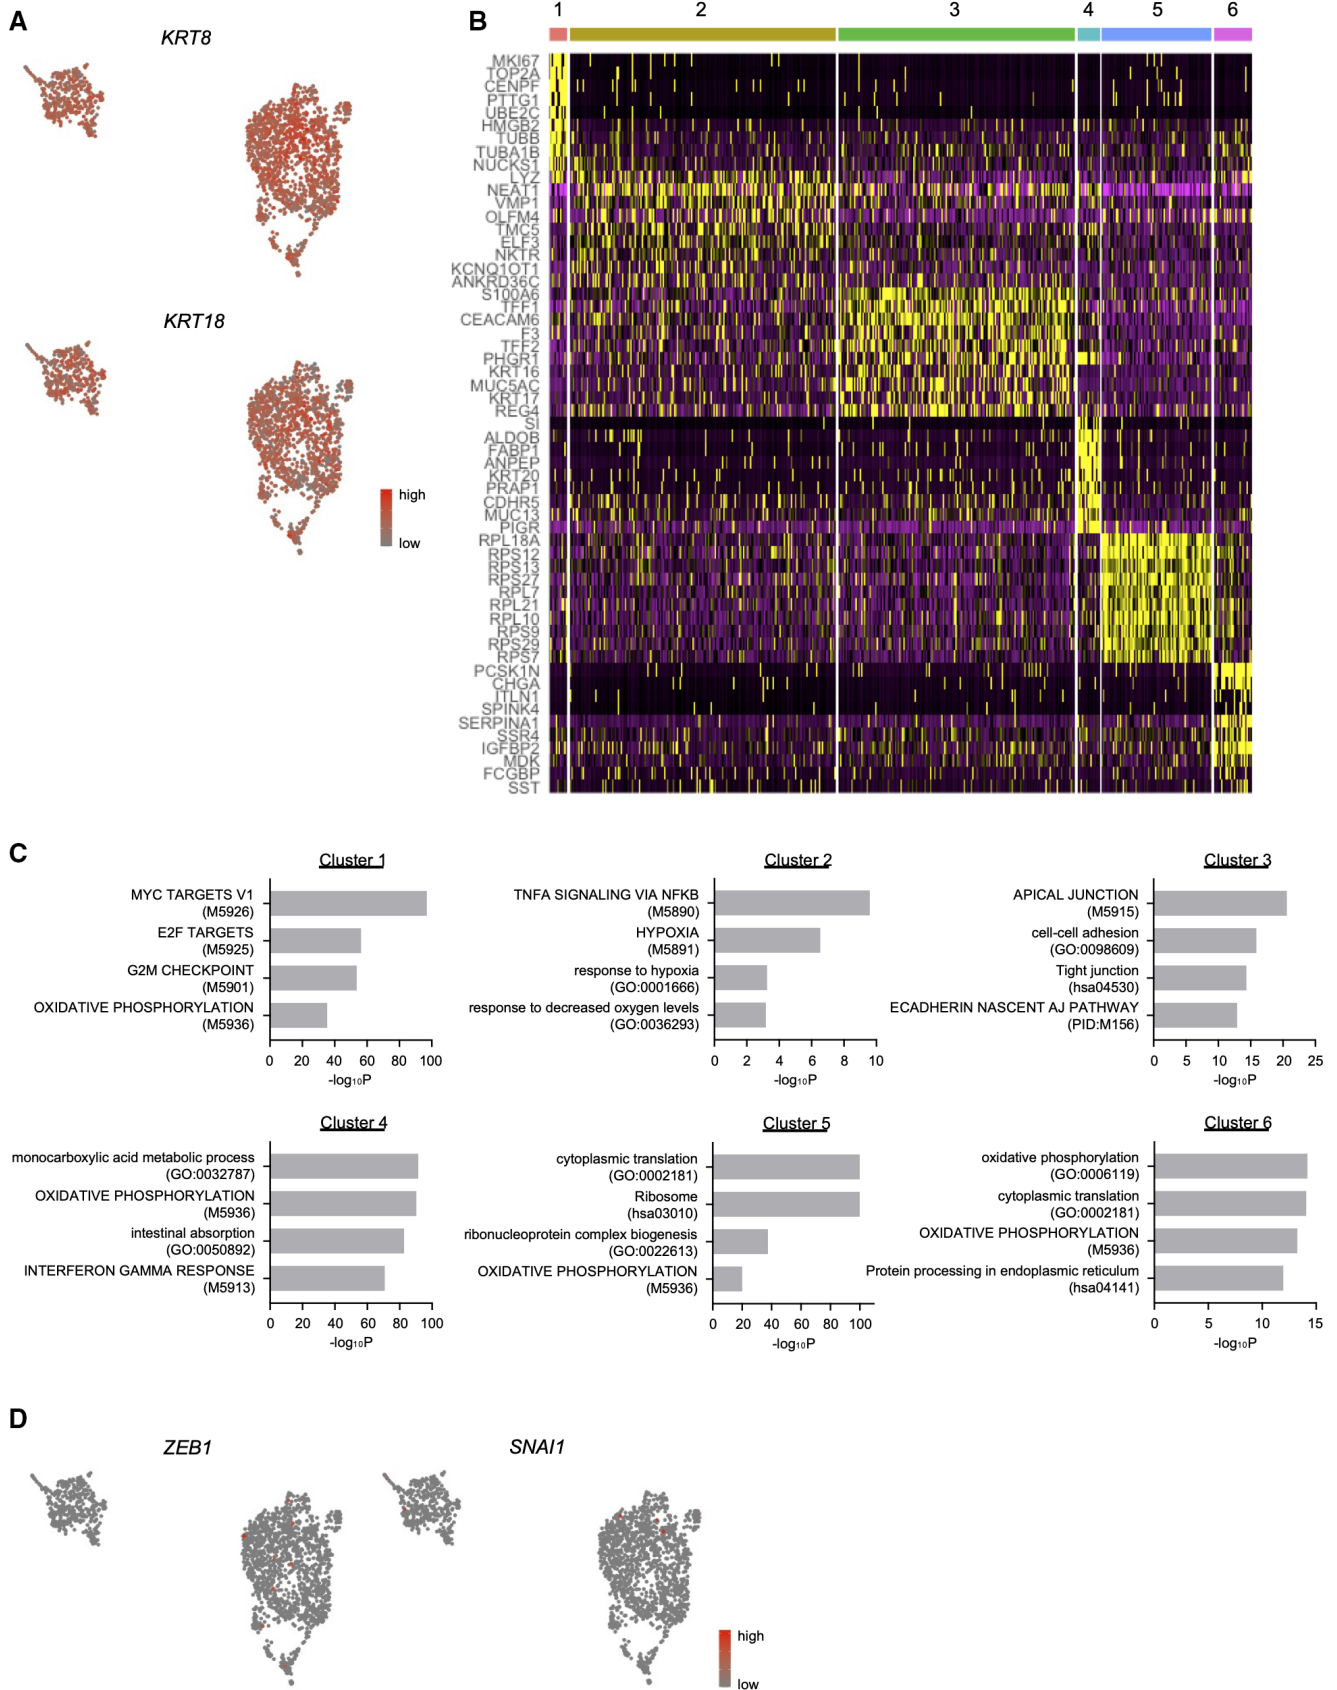 A
KRT8
high
low
KRT18
B
1 2 3 4 5 6
MKI67
TOP2A
CENPF
PTTG1
UBE2C
HMGB2
TUBB
TUBA1B
NUCKS1
LYZ
NEAT1
VMP1
OLFM4
TMC5
ELF3
NKTR
KCNQ1OT1
ANKRD36C
S100A6
TFF1
CEACAM6
F3
TFF2
PHGR1
KRT16
MUC5AC
KRT17
REG4
SI
ALDOB
FABP1
ANPEP
KRT20
PRAP1
CDHR5
MUC13
PIGR
RPL18A
RPS12
RPS13
RPS27
RPL7
RPL21
RPL10
RPS9
RPS29
RPS7
PCSK1N
CHGA
ITLN1
SPINK4
SERPINA1
SSR4
IGFBP2
MDK
FCGBP
SST
C
Cluster 1
MYC TARGETS V1
(M5926)
E2F TARGETS
(M5925)
G2M CHECKPOINT
(M5901)
OXIDATIVE PHOSPHORYLATION
(M5936)
0 20 40 60 80 100
-log₁₀P
Cluster 2
TNFA SIGNALING VIA NFKB
(M5890)
HYPOXIA
(M5891)
response to hypoxia
(GO:0001666)
response to decreased oxygen levels
(GO:0036293)
0 2 4 6 8 10
-log₁₀P
Cluster 3
APICAL JUNCTION
(M5915)
cell-cell adhesion
(GO:0098609)
Tight junction
(hsa04530)
ECADHERIN NASCENT AJ PATHWAY
(PID:M156)
0 5 10 15 20 25
-log₁₀P
Cluster 4
monocarboxylic acid metabolic process
(GO:0032787)
OXIDATIVE PHOSPHORYLATION
(M5936)
intestinal absorption
(GO:0050892)
INTERFERON GAMMA RESPONSE
(M5913)
0 20 40 60 80 100
-log₁₀P
Cluster 5
cytoplasmic translation
(GO:0002181)
Ribosome
(hsa03010)
ribonucleoprotein complex biogenesis
(GO:0022613)
OXIDATIVE PHOSPHORYLATION
(M5936)
0 20 40 60 80 100
-log₁₀P
Cluster 6
oxidative phosphorylation
(GO:0006119)
cytoplasmic translation
(GO:0002181)
OXIDATIVE PHOSPHORYLATION
(M5936)
Protein processing in endoplasmic reticulum
(hsa04141)
0 5 10 15
-log₁₀P
D
ZEB1
SNAI1
high
low